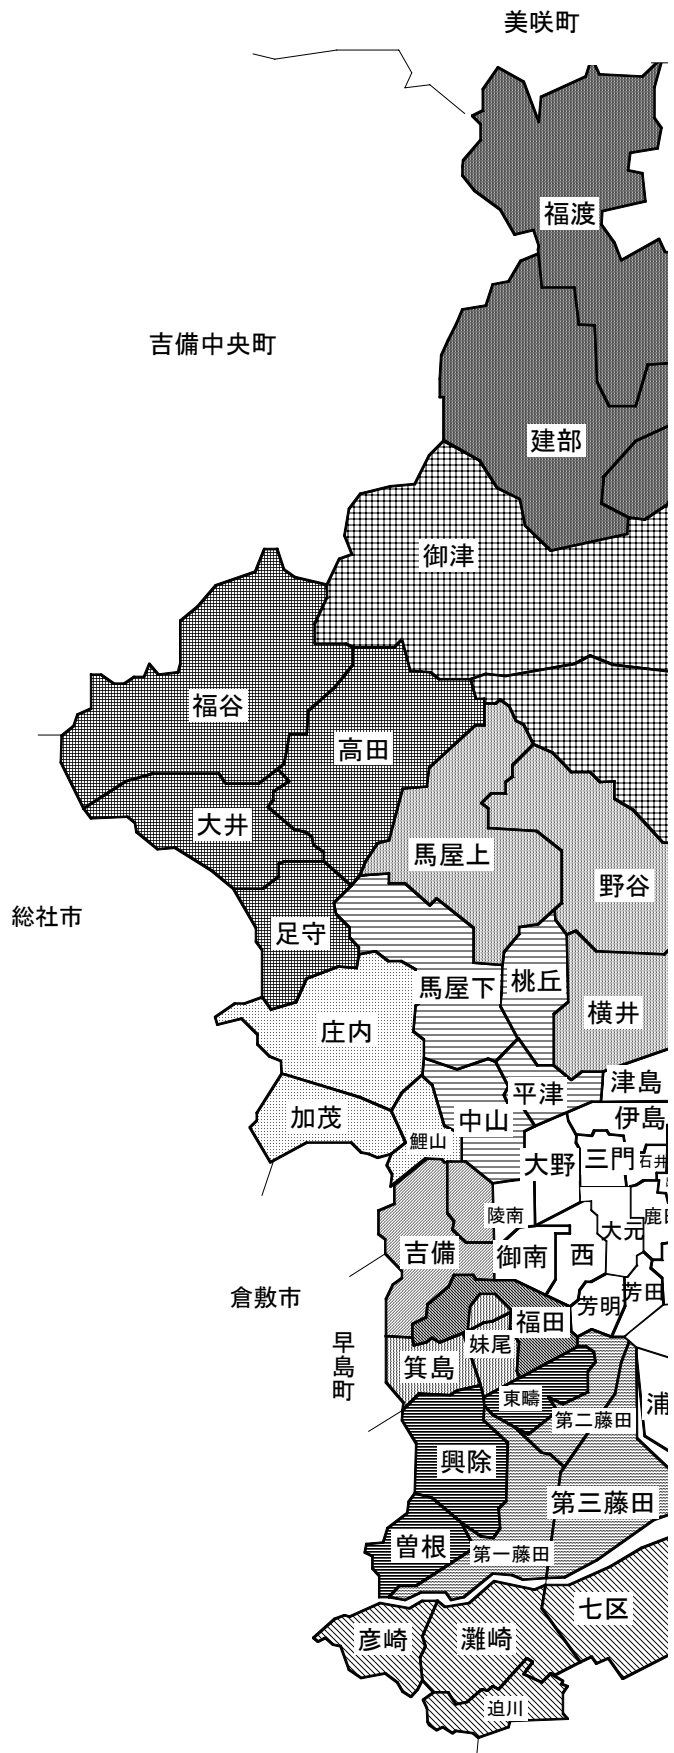 美咲町
福渡
吉備中央町
建部
御津
福谷
高田
大井
馬屋上
野谷
総社市
足守
馬屋下
桃丘
横井
庄内
津島
平津
加茂
中山
伊島
鯉山
大野
三門
石井
陵南
大元
吉備
御南
西
倉敷市
芳明
芳田
福田
早島町
妹尾
箕島
東疇
第二藤田
浦
興除
第三藤田
曽根
第一藤田
七区
彦崎
灘崎
迫川